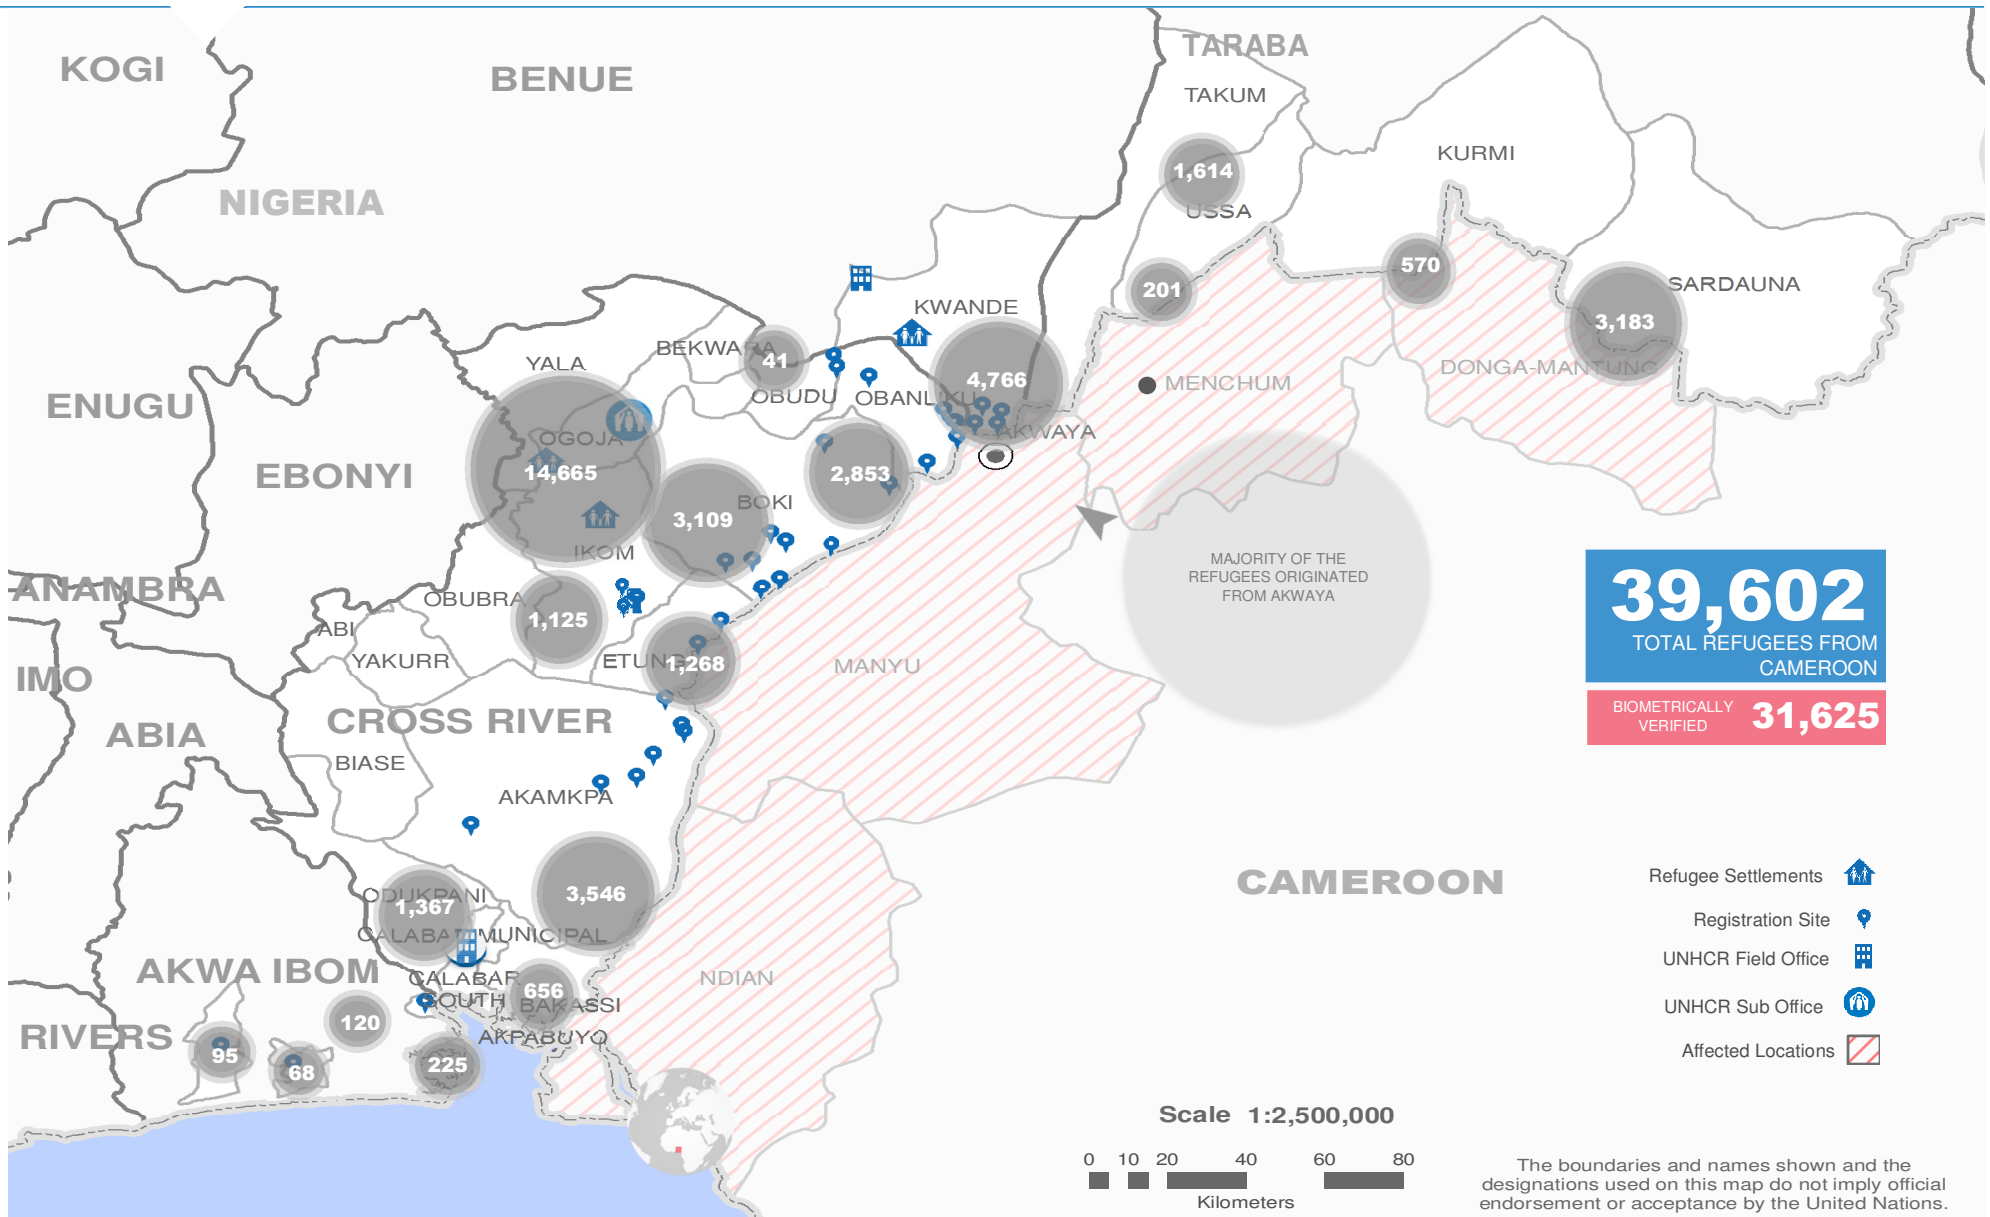 TARABA
KOGI
BENUE
TAKUM
KURMI
1,614
NIGERIA
USSA
570
201
SARDAUNA
KWANDE
3,183
BEKWARA
41
YALA
DONGA-MANTUNG
4,766
MENCHUM
OBUDU
OBANLIKU
ENUGU
AKWAYA
OGOJA
EBONYI
14,665
2,853
BOKI
3,109
IKOM
MAJORITY OF THE
REFUGEES ORIGINATED
FROM AKWAYA
39,602
TOTAL REFUGEES FROM
CAMEROON
BIOMETRICALLY
VERIFIED
31,625
ANAMBRA
OBUBRA
1,125
ABI
YAKURR
ETUNG
1,268
MANYU
IMO
CROSS RIVER
ABIA
BIASE
AKAMKPA
CAMEROON
ODUKPANI
1,367
3,546
CALABAR MUNICIPAL
AKWA IBOM
CALABAR
SOUTH
656
BAKASSI
NDIAN
120
RIVERS
AKPABUYO
95
68
225
Refugee Settlements
Registration Site
UNHCR Field Office
UNHCR Sub Office
Affected Locations
Scale 1:2,500,000
0 10 20 40 60 80
Kilometers
The boundaries and names shown and the
designations used on this map do not imply official
endorsement or acceptance by the United Nations.